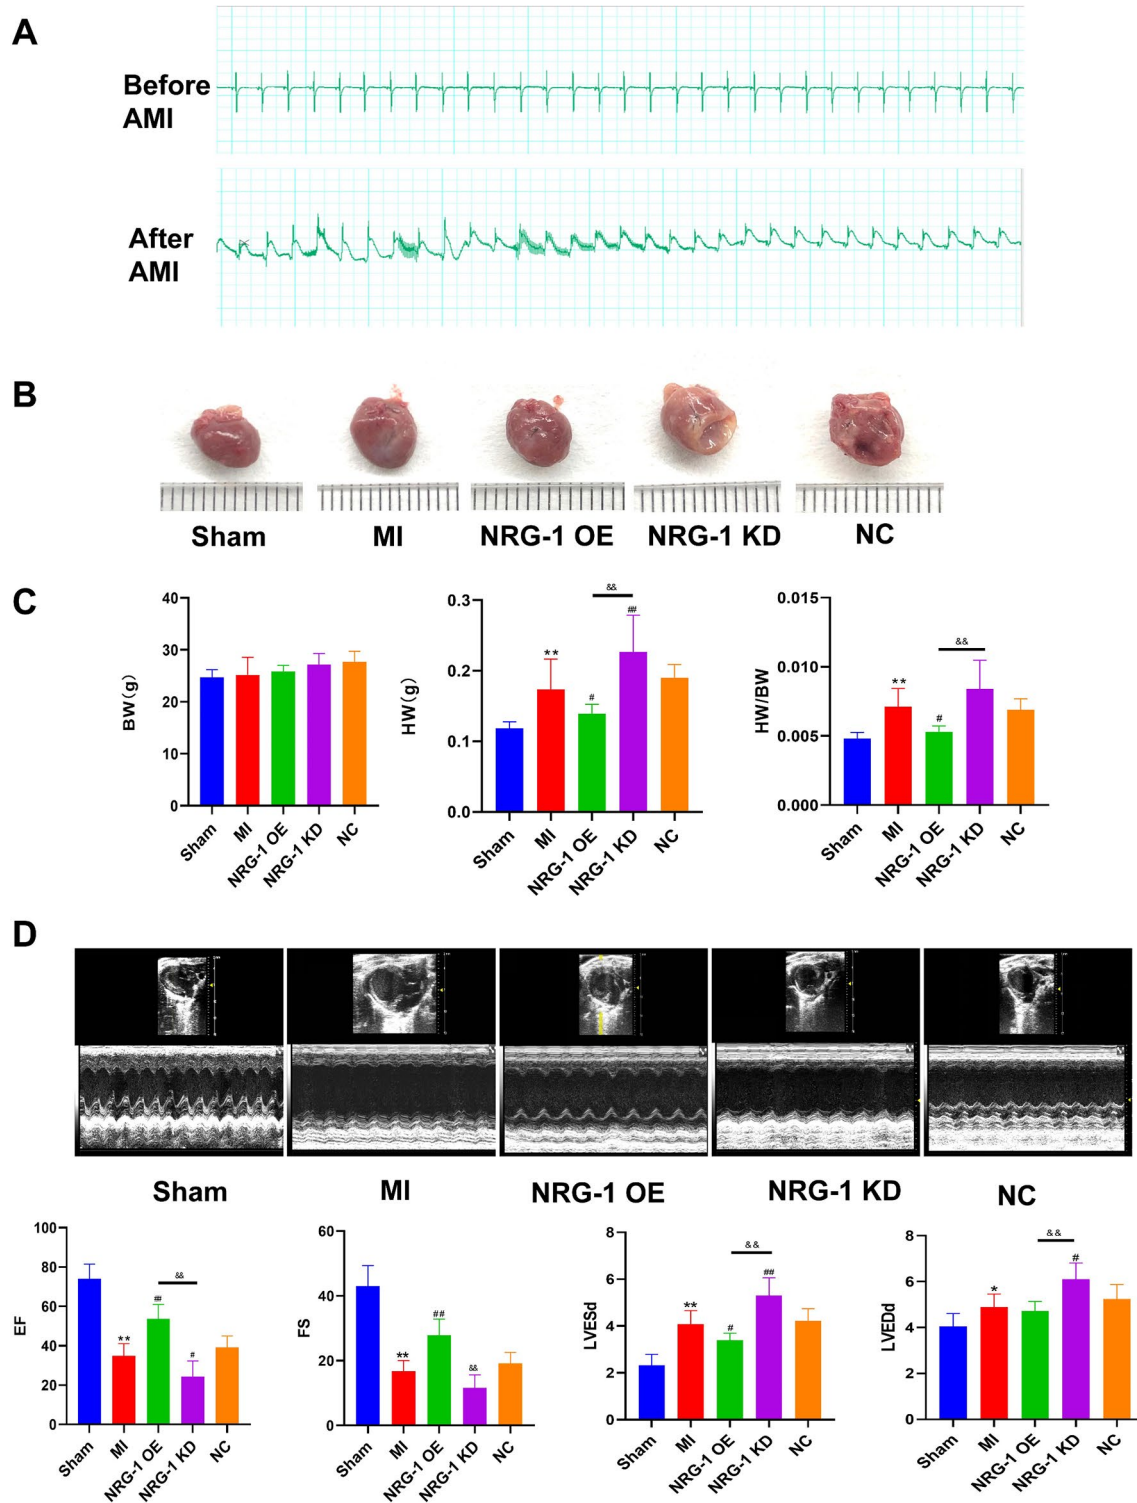 A
Before
AMI
After
AMI
B
Sham
MI
NRG-1 OE
NRG-1 KD
NC
C
BW(g)
40
30
20
10
0
Sham
MI
NRG-1 OE
NRG-1 KD
NC
HW(g)
0.3
0.2
0.1
0.0
**
#
&&
##
Sham
MI
NRG-1 OE
NRG-1 KD
NC
HW/BW
0.015
0.010
0.005
0.000
**
#
&&
Sham
MI
NRG-1 OE
NRG-1 KD
NC
D
Sham
MI
NRG-1 OE
NRG-1 KD
NC
EF
100
80
60
40
20
0
**
##
&&
#
Sham
MI
NRG-1 OE
NRG-1 KD
NC
FS
60
40
20
0
**
##
&&
Sham
MI
NRG-1 OE
NRG-1 KD
NC
LVESd
8
6
4
2
0
**
#
&&
##
Sham
MI
NRG-1 OE
NRG-1 KD
NC
LVEDd
8
6
4
2
0
*
&&
#
Sham
MI
NRG-1 OE
NRG-1 KD
NC